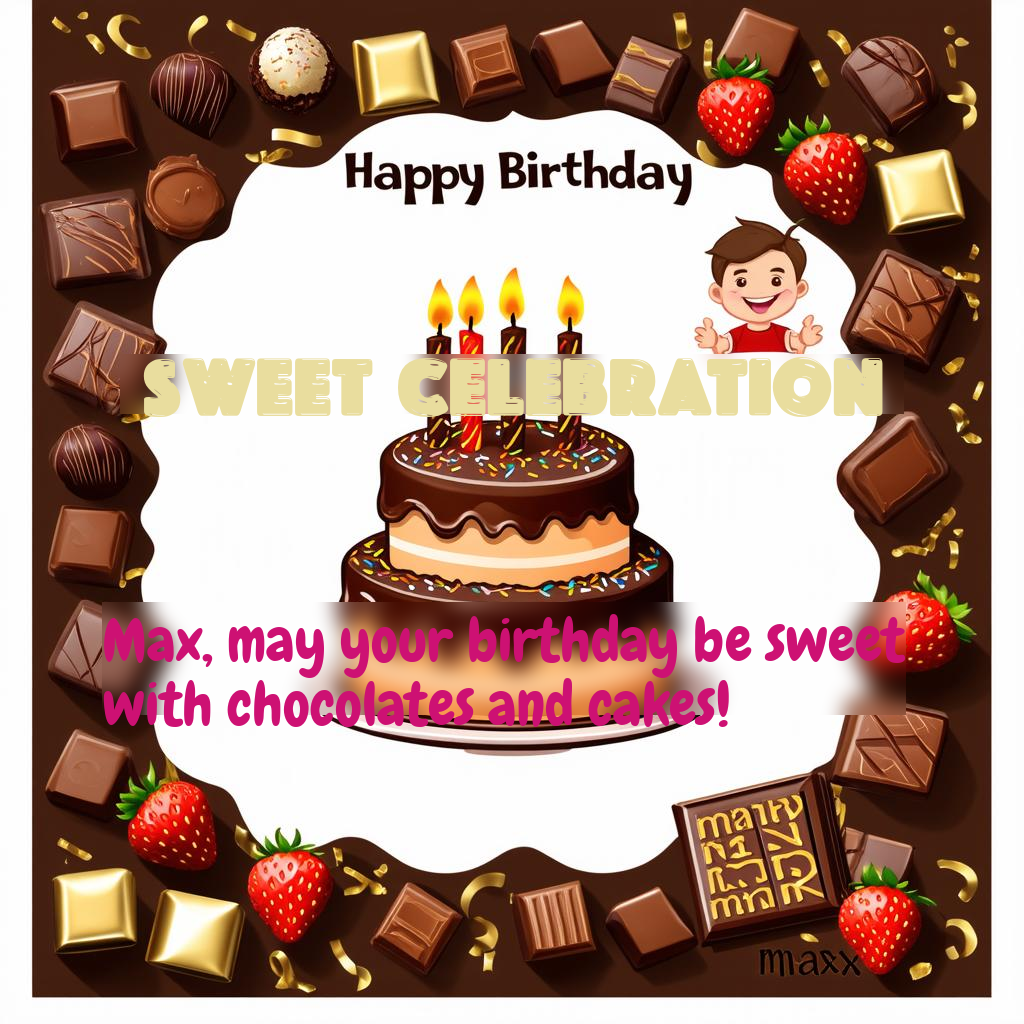 Happy Birthday
SWEET CELEBRATION
Max, may your birthday be sweet
with chocolates and cakes!
maxx